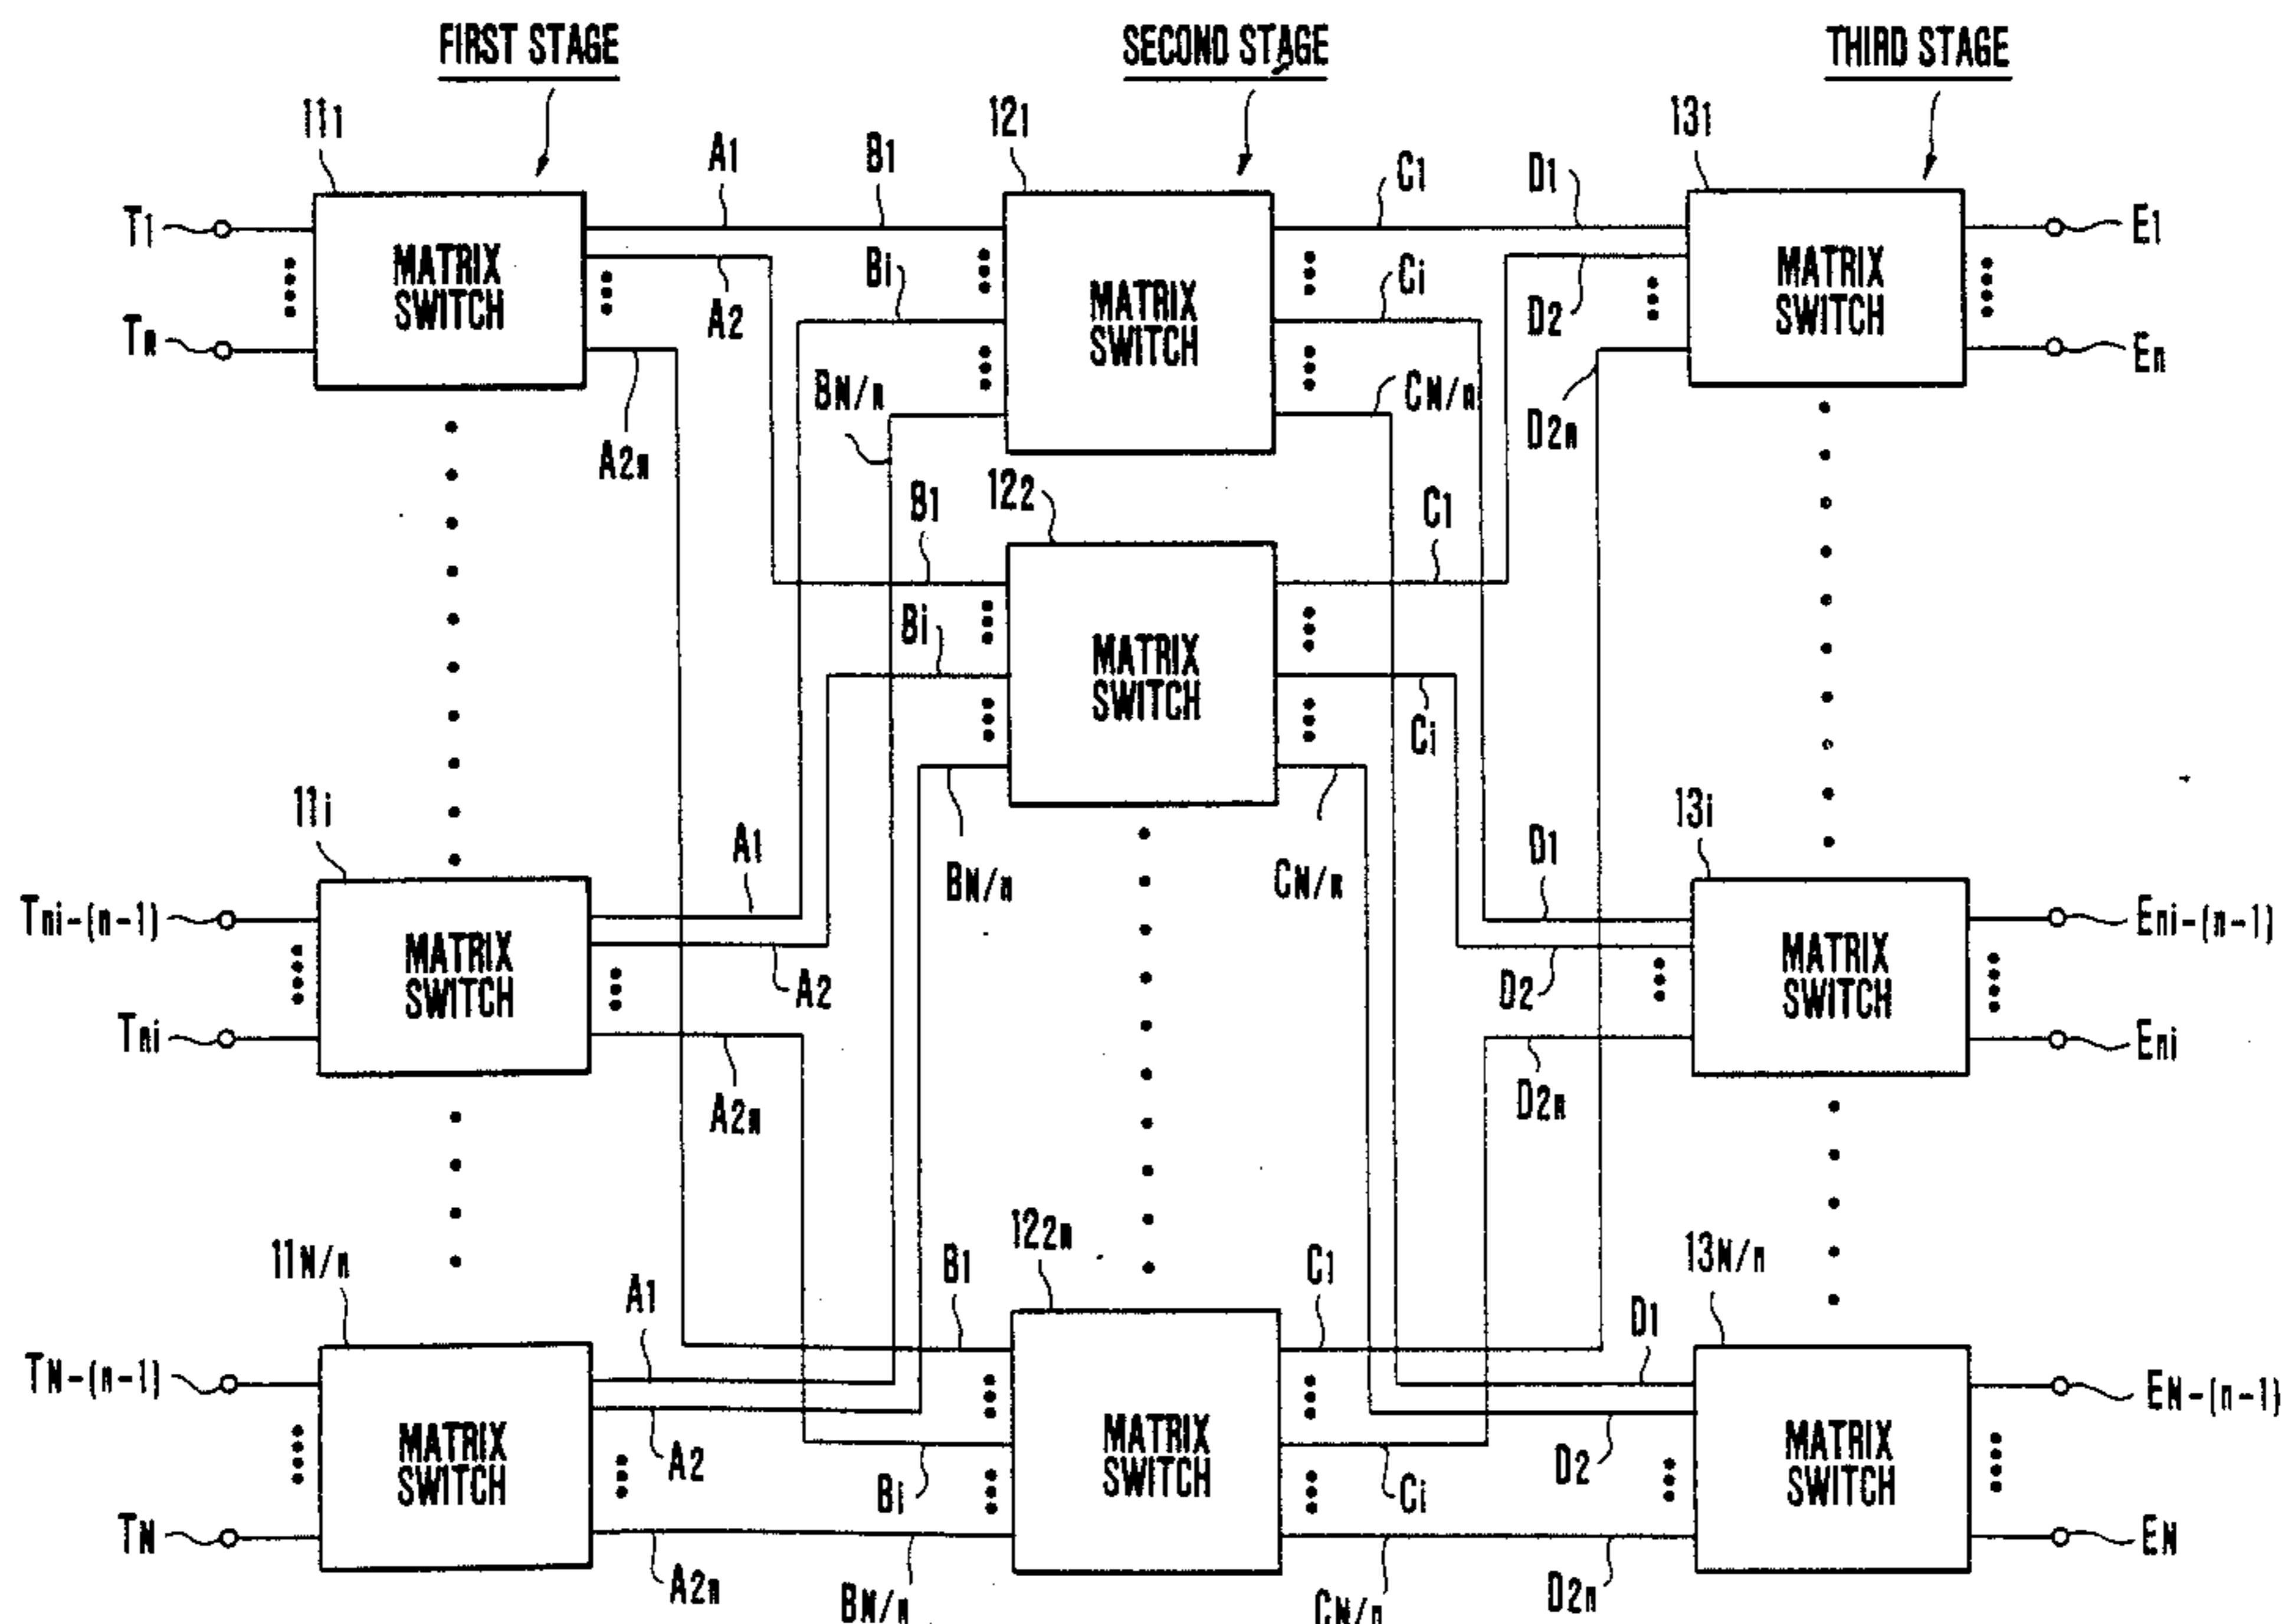 FIRST STAGE
SECOND STAGE
THIRD STAGE
111
121
131
A1
B1
C1
D1
T1
E1
MATRIX
SWITCH
Bi
Ci
MATRIX
SWITCH
MATRIX
SWITCH
A2
D2
Tn
En
BN/n
CN/n
A2n
D2n
122
B1
C1
Bi
MATRIX
SWITCH
Ci
11i
13i
A1
BN/n
CN/n
D1
Tni-(n-1)
Eni-(n-1)
MATRIX
SWITCH
A2
D2
MATRIX
SWITCH
Tni
Eni
A2n
D2n
11N/n
122n
13N/n
A1
B1
C1
D1
TN-(n-1)
EN-(n-1)
MATRIX
SWITCH
A2
Bi
MATRIX
SWITCH
Ci
D2
MATRIX
SWITCH
TN
EN
A2n
BN/n
CN/n
D2n